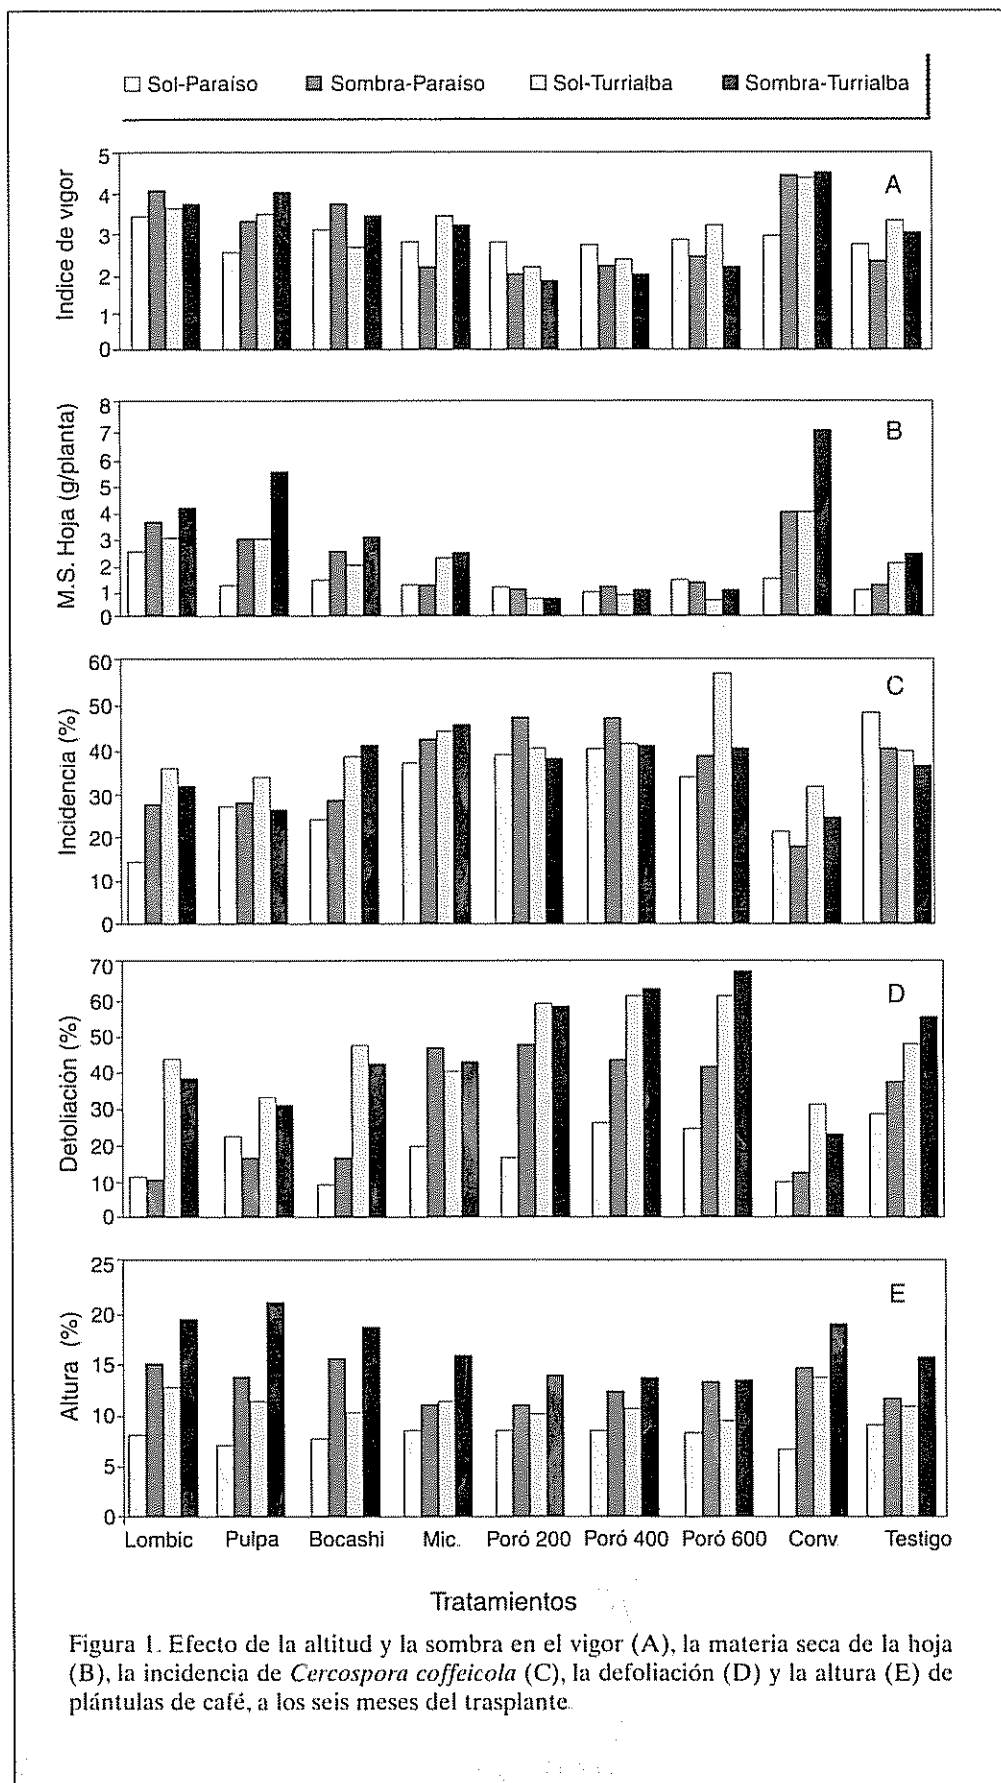 Sol-Paraíso Sombra-Paraíso Sol-Turrialba Sombra-Turrialba
Indice de vigor
5
4
3
2
1
0
A
M.S. Hoja (g/planta)
8
7
6
5
4
3
2
1
0
B
Incidencia (%)
60
50
40
30
20
10
0
C
Detoliación (%)
70
60
50
40
30
20
10
0
D
Altura (%)
25
20
15
10
5
0
E
Lombic Pulpa Bocashi Mic. Poró 200 Poró 400 Poró 600 Conv. Testigo
Tratamientos
Figura 1. Efecto de la altitud y la sombra en el vigor (A), la materia seca de la hoja
(B), la incidencia de Cercospora coffeicola (C), la defoliación (D) y la altura (E) de
plántulas de café, a los seis meses del trasplante.